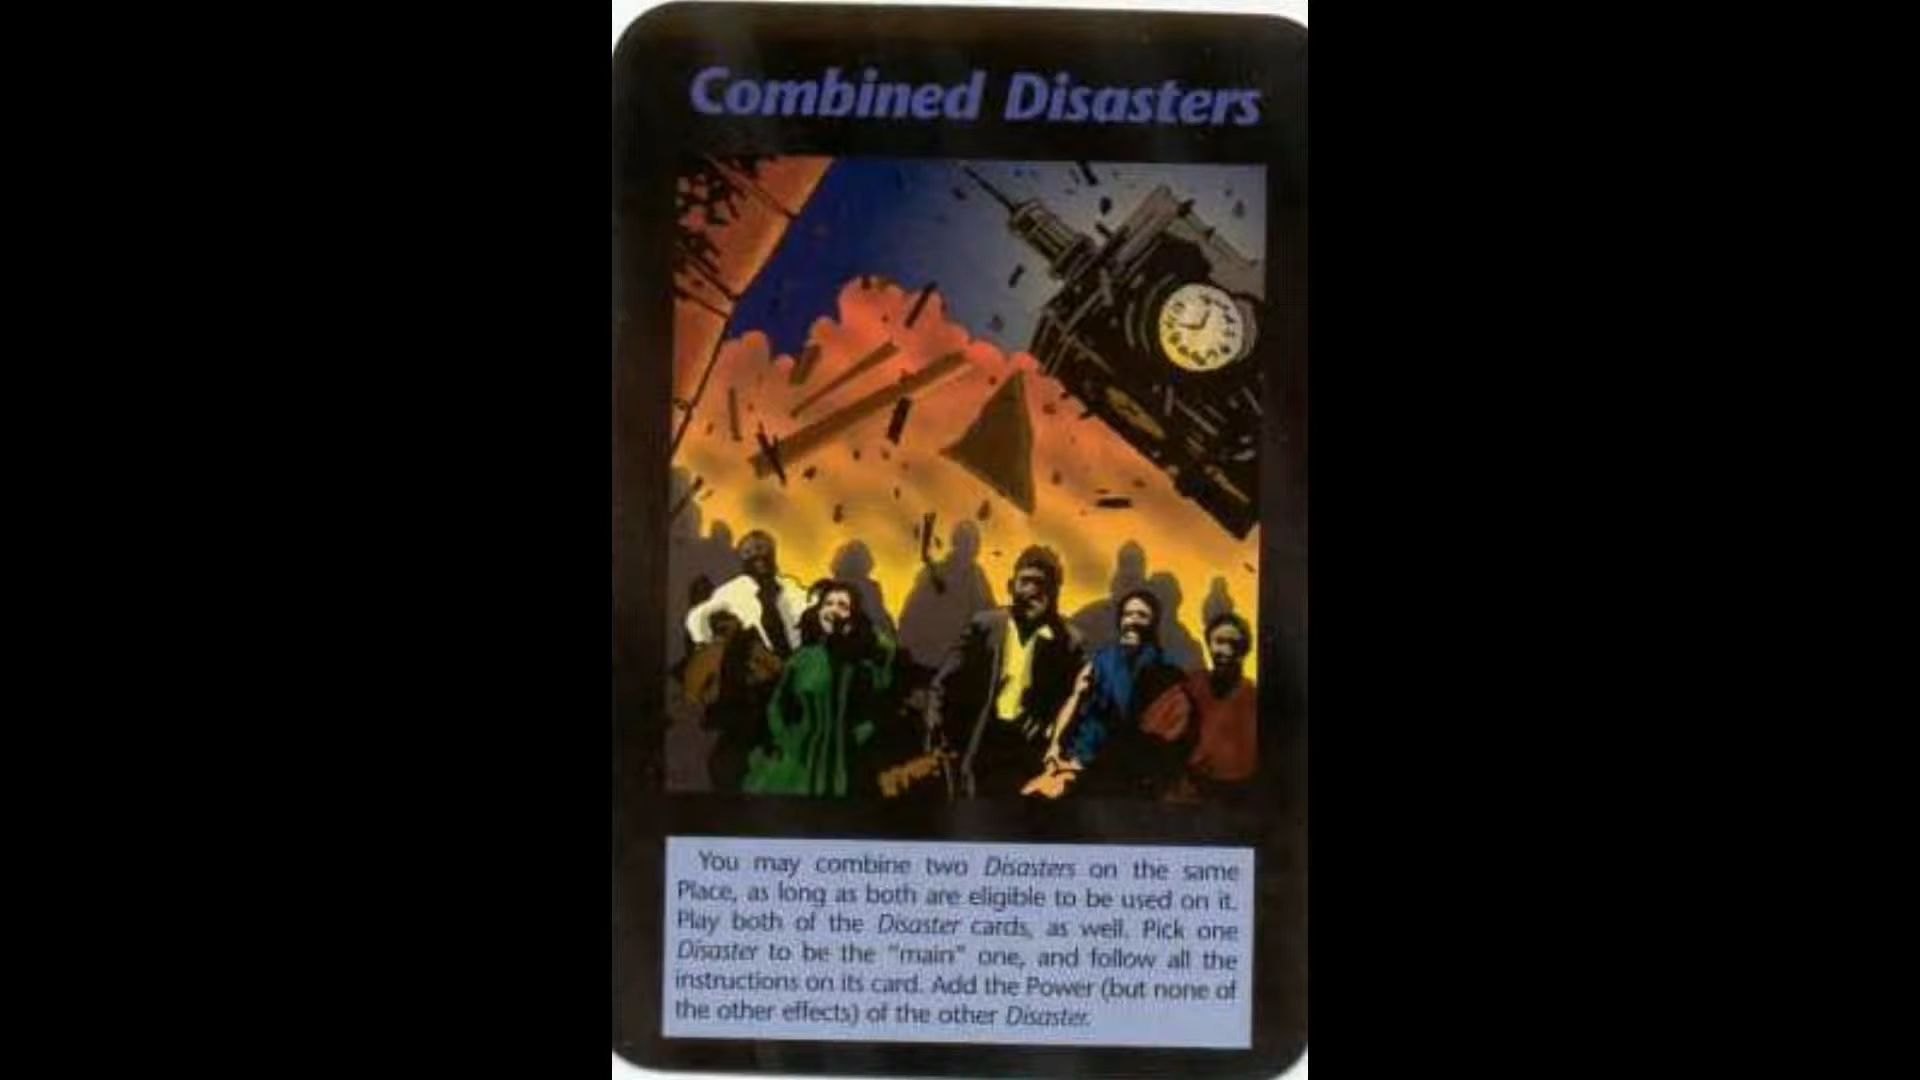 Combined Disasters
You may combine two Disasters on the same
Place, as long as both are eligible to be used on it.
Play both of the Disaster cards, as well. Pick one
Disaster to be the "main" one, and follow all the
instructions on its card. Add the Power (but none of
the other effects) of the other Disaster.